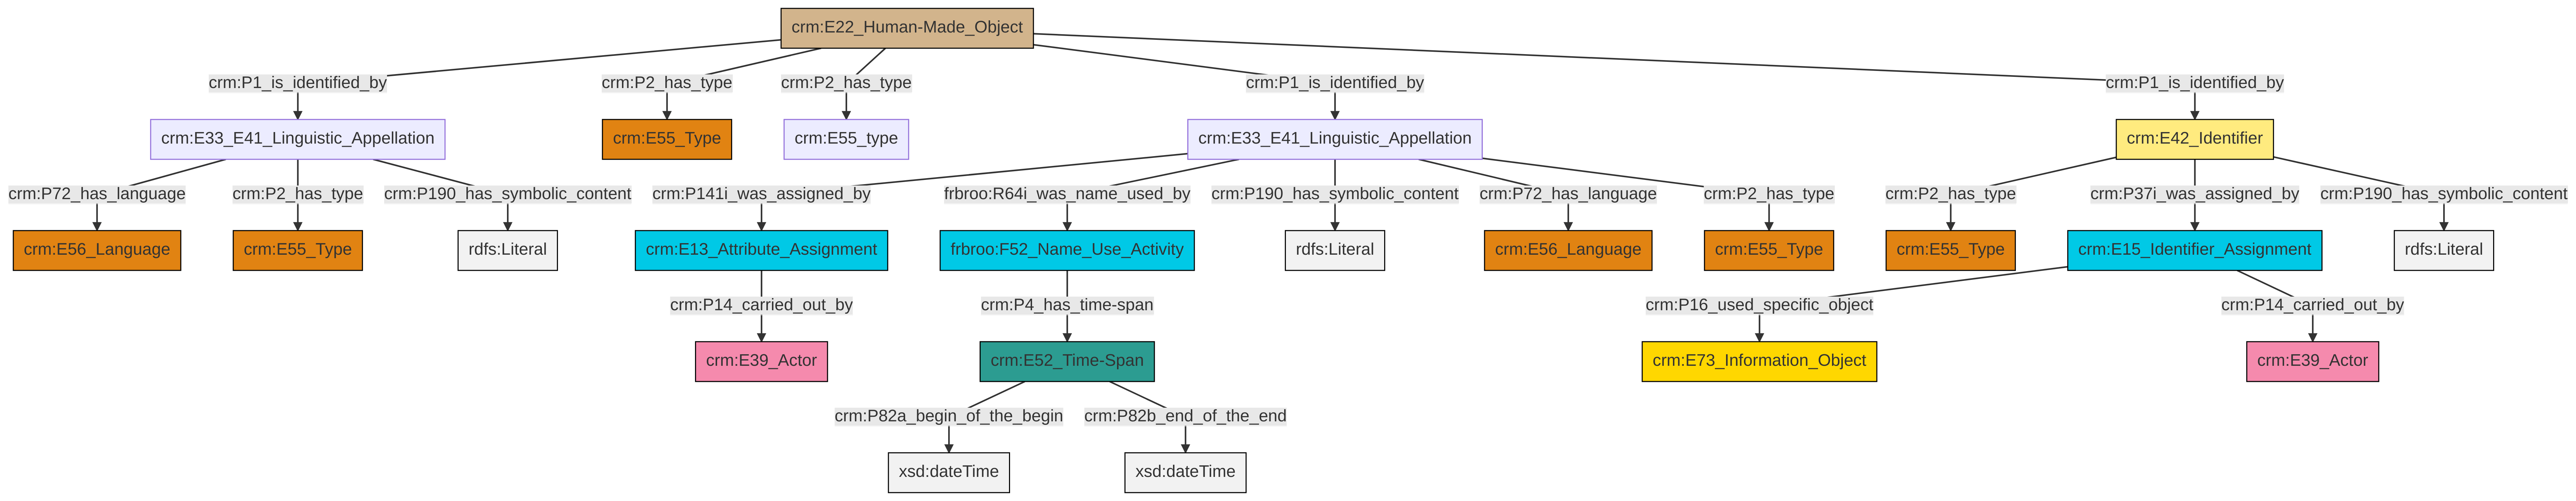 crm:E22_Human-Made_Object
crm:P1_is_identified_by
crm:P2_has_type
crm:P2_has_type
crm:P1_is_identified_by
crm:P1_is_identified_by
crm:E33_E41_Linguistic_Appellation
crm:E55_Type
crm:E55_type
crm:E33_E41_Linguistic_Appellation
crm:E42_Identifier
crm:P72_has_language
crm:P2_has_type
crm:P190_has_symbolic_content
crm:P141i_was_assigned_by
frbroo:R64i_was_name_used_by
crm:P190_has_symbolic_content
crm:P72_has_language
crm:P2_has_type
crm:P2_has_type
crm:P37i_was_assigned_by
crm:P190_has_symbolic_content
crm:E56_Language
crm:E55_Type
rdfs:Literal
crm:E13_Attribute_Assignment
frbroo:F52_Name_Use_Activity
rdfs:Literal
crm:E56_Language
crm:E55_Type
crm:E55_Type
crm:E15_Identifier_Assignment
rdfs:Literal
crm:P14_carried_out_by
crm:P4_has_time-span
crm:P16_used_specific_object
crm:P14_carried_out_by
crm:E39_Actor
crm:E52_Time-Span
crm:E73_Information_Object
crm:E39_Actor
crm:P82a_begin_of_the_begin
crm:P82b_end_of_the_end
xsd:dateTime
xsd:dateTime